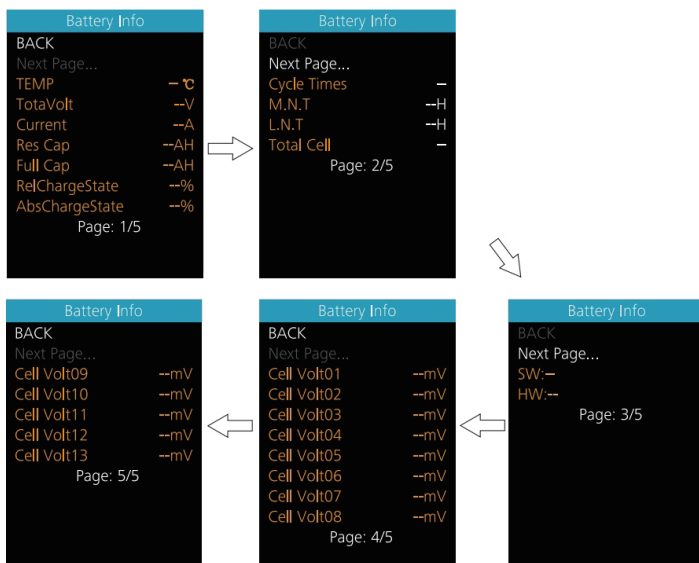 Battery Info
BACK
Next Page...
TEMP – ℃
TotaVolt --V
Current --A
Res Cap --AH
Full Cap --AH
RelChargeState --%
AbsChargeState --%
Page: 1/5
Battery Info
BACK
Next Page...
Cycle Times –
M.N.T --H
L.N.T --H
Total Cell –
Page: 2/5
Battery Info
BACK
Next Page...
SW:–
HW:--
Page: 3/5
Battery Info
BACK
Next Page...
Cell Volt01 --mV
Cell Volt02 --mV
Cell Volt03 --mV
Cell Volt04 --mV
Cell Volt05 --mV
Cell Volt06 --mV
Cell Volt07 --mV
Cell Volt08 --mV
Page: 4/5
Battery Info
BACK
Next Page...
Cell Volt09 --mV
Cell Volt10 --mV
Cell Volt11 --mV
Cell Volt12 --mV
Cell Volt13 --mV
Page: 5/5